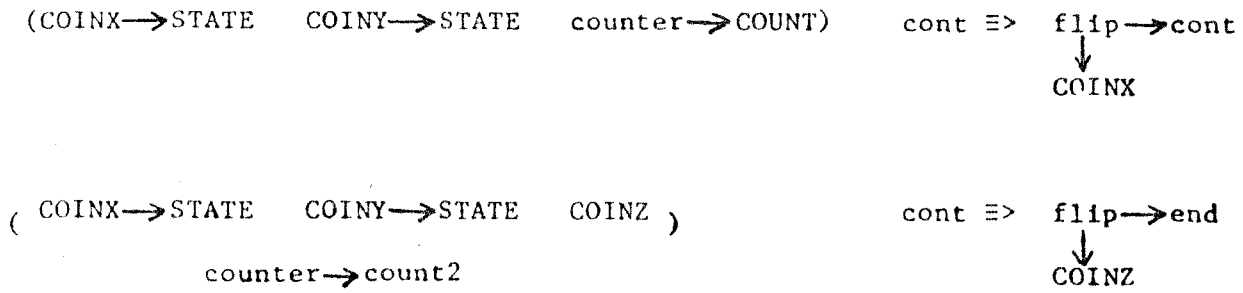 (COINX→STATE COINY→STATE counter→COUNT) cont ≡> flip→cont
↓
COINX
( COINX→STATE COINY→STATE COINZ ) cont ≡> flip→end
↓
counter→count2 COINZ